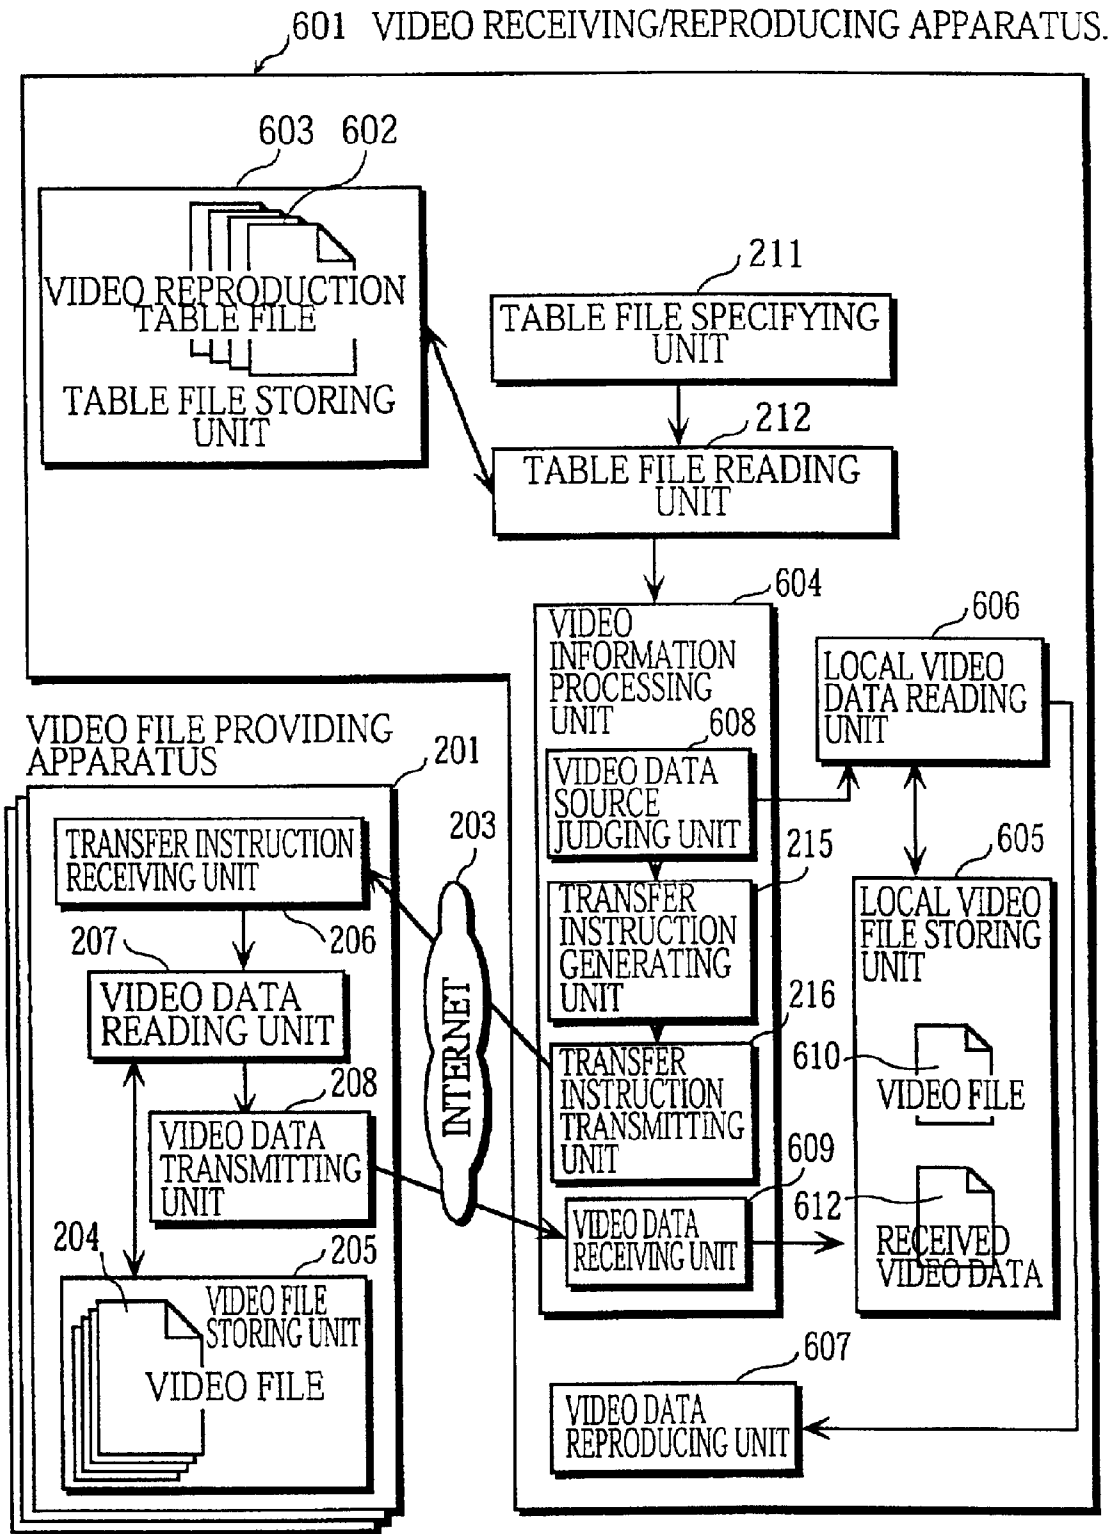 601 VIDEO RECEIVING/REPRODUCING APPARATUS.
603 602
VIDEO REPRODUCTION
TABLE FILE
TABLE FILE STORING
UNIT
211
TABLE FILE SPECIFYING
UNIT
212
TABLE FILE READING
UNIT
604
VIDEO
INFORMATION
PROCESSING
UNIT
606
LOCAL VIDEO
DATA READING
UNIT
608
VIDEO DATA
SOURCE
JUDGING UNIT
215
TRANSFER
INSTRUCTION
GENERATING
UNIT
216
TRANSFER
INSTRUCTION
TRANSMITTING
UNIT
609
VIDEO DATA
RECEIVING UNIT
605
LOCAL VIDEO
FILE STORING
UNIT
610
VIDEO FILE
612
RECEIVED
VIDEO DATA
607
VIDEO DATA
REPRODUCING UNIT
203
INTERNET
VIDEO FILE PROVIDING
APPARATUS
201
TRANSFER INSTRUCTION
RECEIVING UNIT
206
207
VIDEO DATA
READING UNIT
208
VIDEO DATA
TRANSMITTING
UNIT
204
205
VIDEO FILE
STORING UNIT
VIDEO FILE